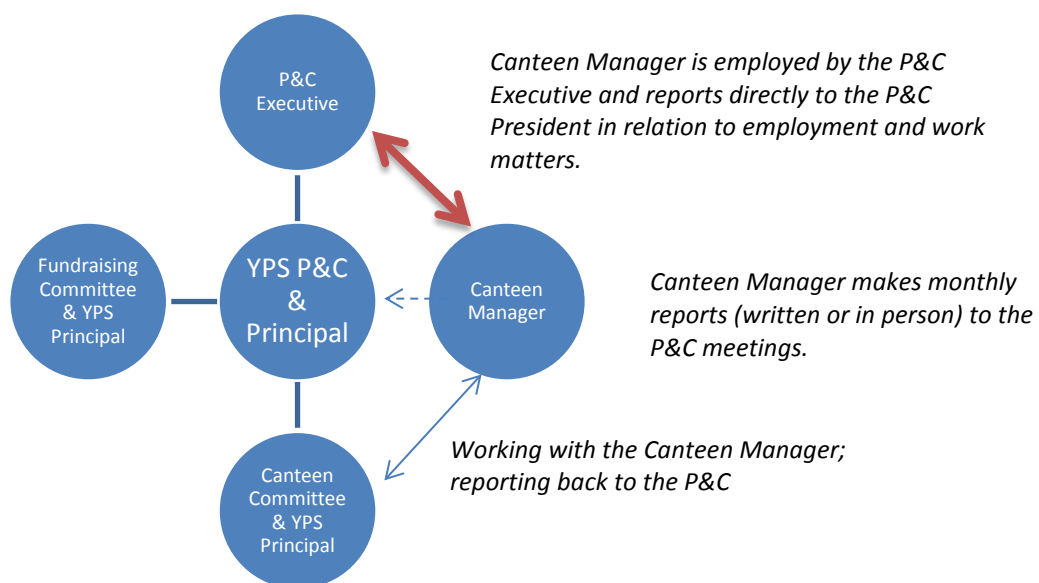 P&C
Executive
Canteen Manager is employed by the P&C
Executive and reports directly to the P&C
President in relation to employment and work
matters.
Fundraising
Committee
& YPS
Principal
YPS P&C
&
Principal
Canteen
Manager
Canteen Manager makes monthly
reports (written or in person) to the
P&C meetings.
Working with the Canteen Manager;
reporting back to the P&C
Canteen
Committee
& YPS
Principal